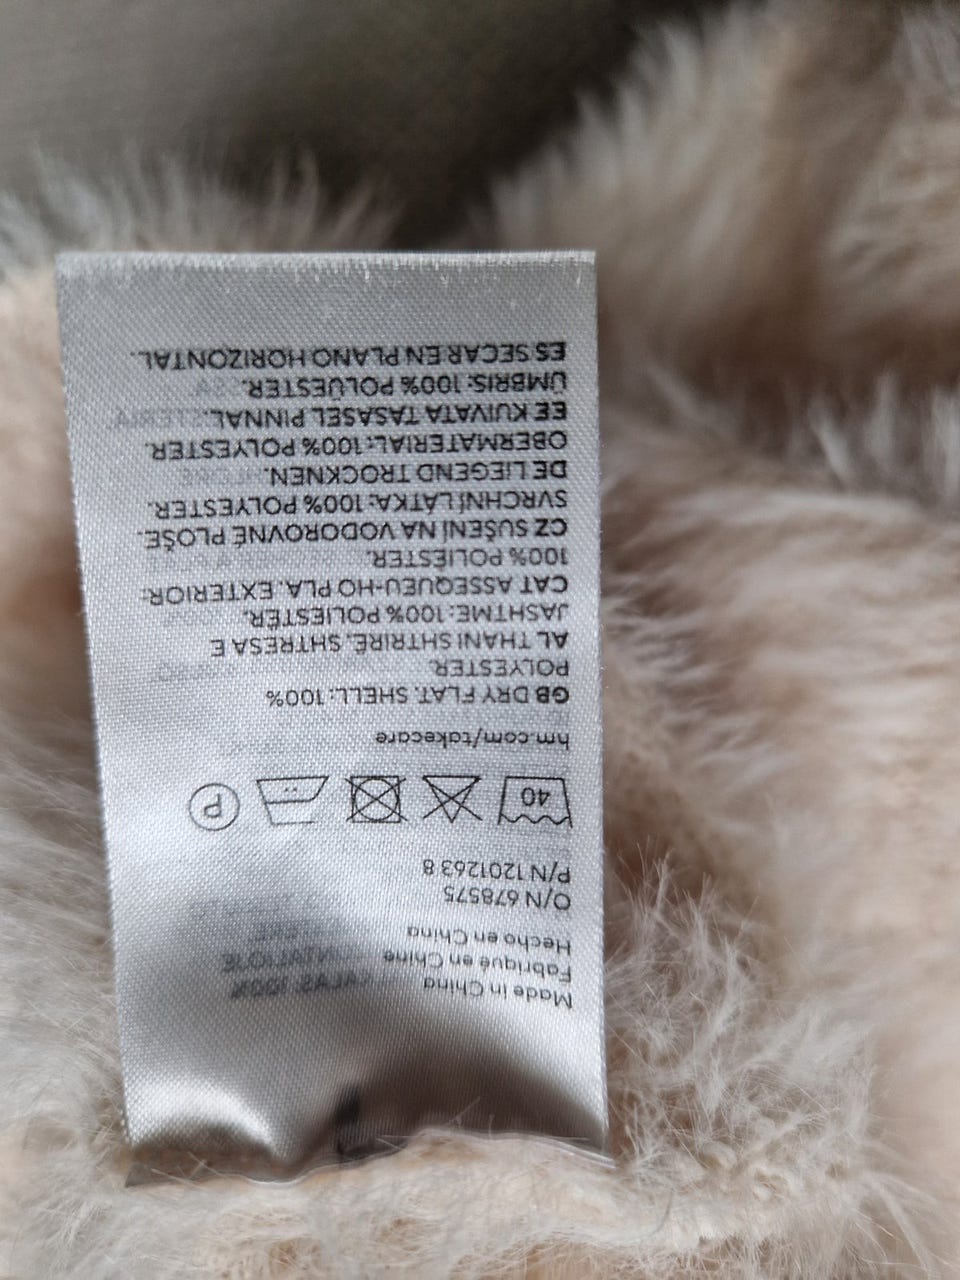 Made in China
Fabriqué en Chine
Hecho en China
O/N 678575
P/N 1201263 8
40
P
hm.com/takecare
GB DRY FLAT. SHELL: 100%
POLYESTER.
AL THANI SHTRIRË. SHTRESA E
JASHTME: 100% POLIESTËR.
CAT ASSEQUEU-HO PLA. EXTERIOR:
100% POLIÈSTER.
CZ SUŠENÍ NA VODOROVNÉ PLOŠE.
SVRCHNÍ LÁTKA: 100% POLYESTER.
DE LIEGEND TROCKNEN.
OBERMATERIAL: 100% POLYESTER.
EE KUIVATA TASASEL PINNAL.
ÜMBRIS: 100% POLÜESTER.
ES SECAR EN PLANO HORIZONTAL.